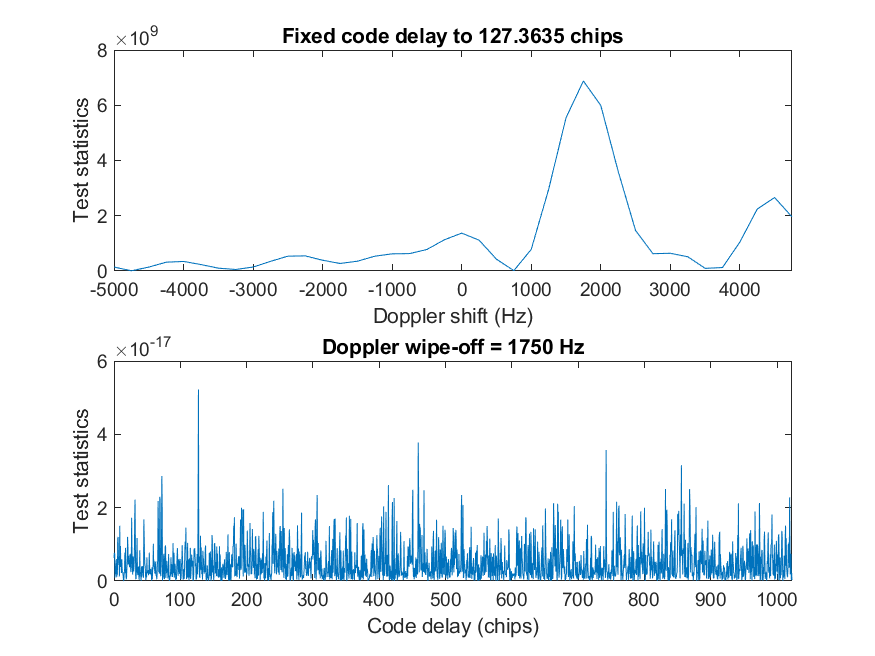 ×10^9
Fixed code delay to 127.3635 chips
8
6
4
2
0
Test statistics
-5000 -4000 -3000 -2000 -1000 0 1000 2000 3000 4000
Doppler shift (Hz)
×10^-17
Doppler wipe-off = 1750 Hz
6
4
2
0
Test statistics
0 100 200 300 400 500 600 700 800 900 1000
Code delay (chips)